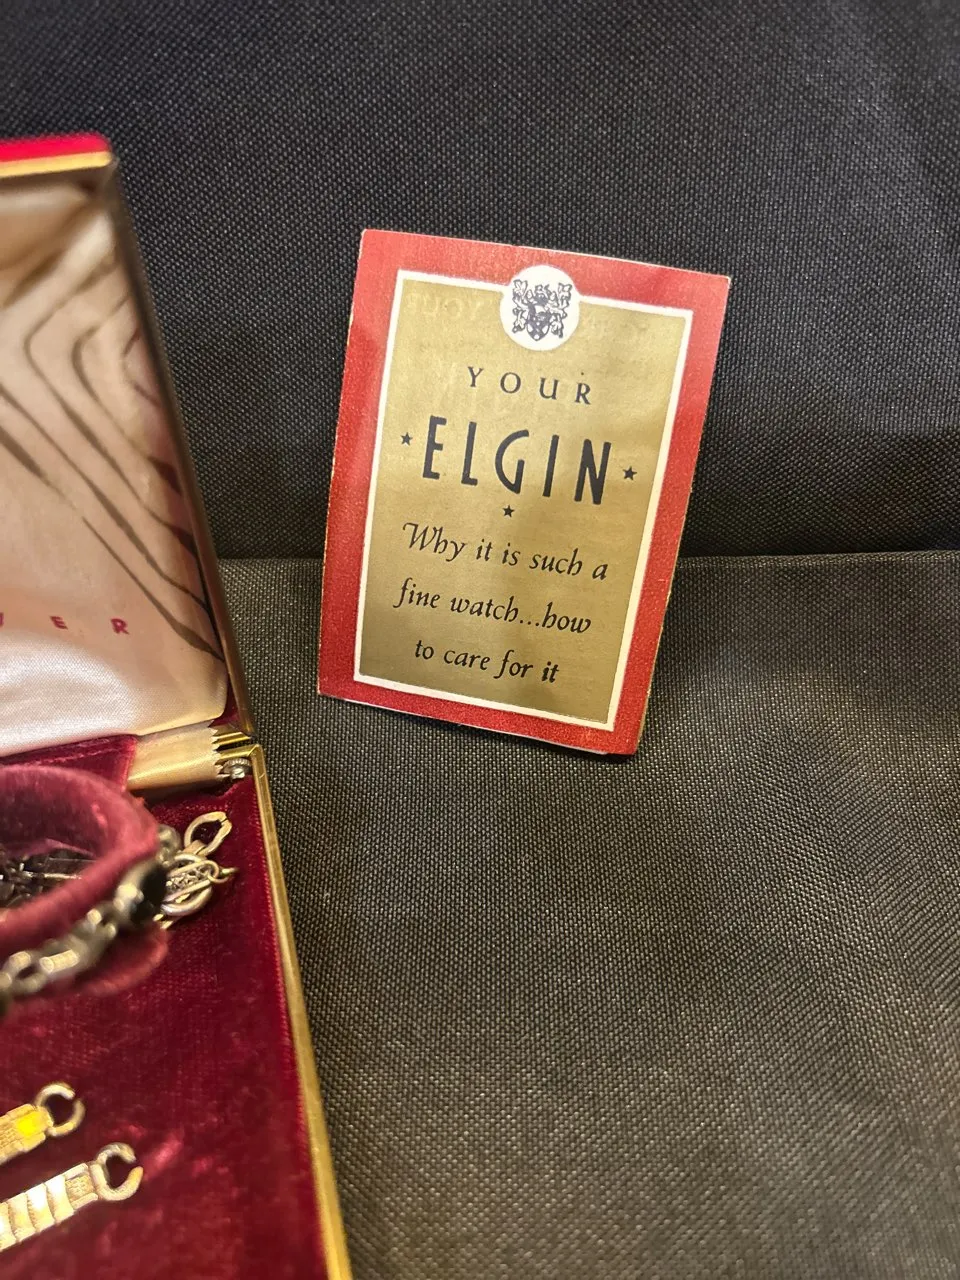 YOUR
ELGIN
Why it is such a
fine watch...how
to care for it